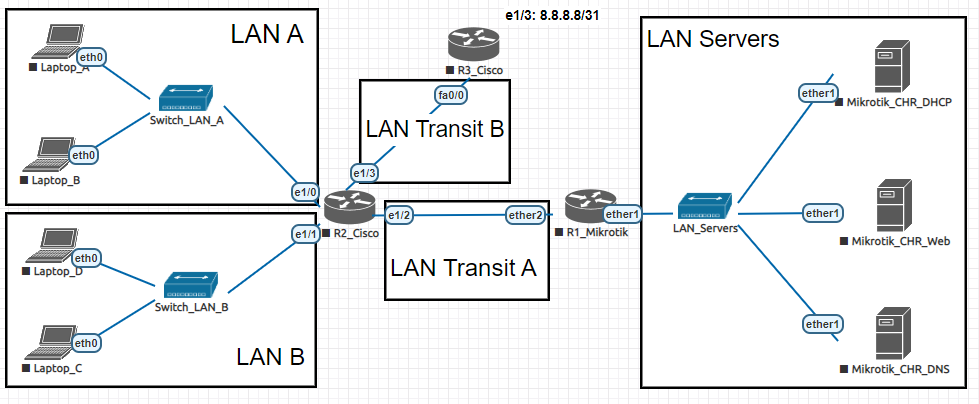 LAN A
e1/3: 8.8.8.8/31
LAN Servers
eth0
Laptop_A
R3_Cisco
fa0/0
ether1
Mikrotik_CHR_DHCP
Switch_LAN_A
LAN Transit B
eth0
Laptop_B
e1/3
e1/0
R2_Cisco
e1/2
ether2
R1_Mikrotik
ether1
LAN_Servers
ether1
Mikrotik_CHR_Web
e1/1
LAN Transit A
eth0
Laptop_D
Switch_LAN_B
eth0
Laptop_C
LAN B
ether1
Mikrotik_CHR_DNS